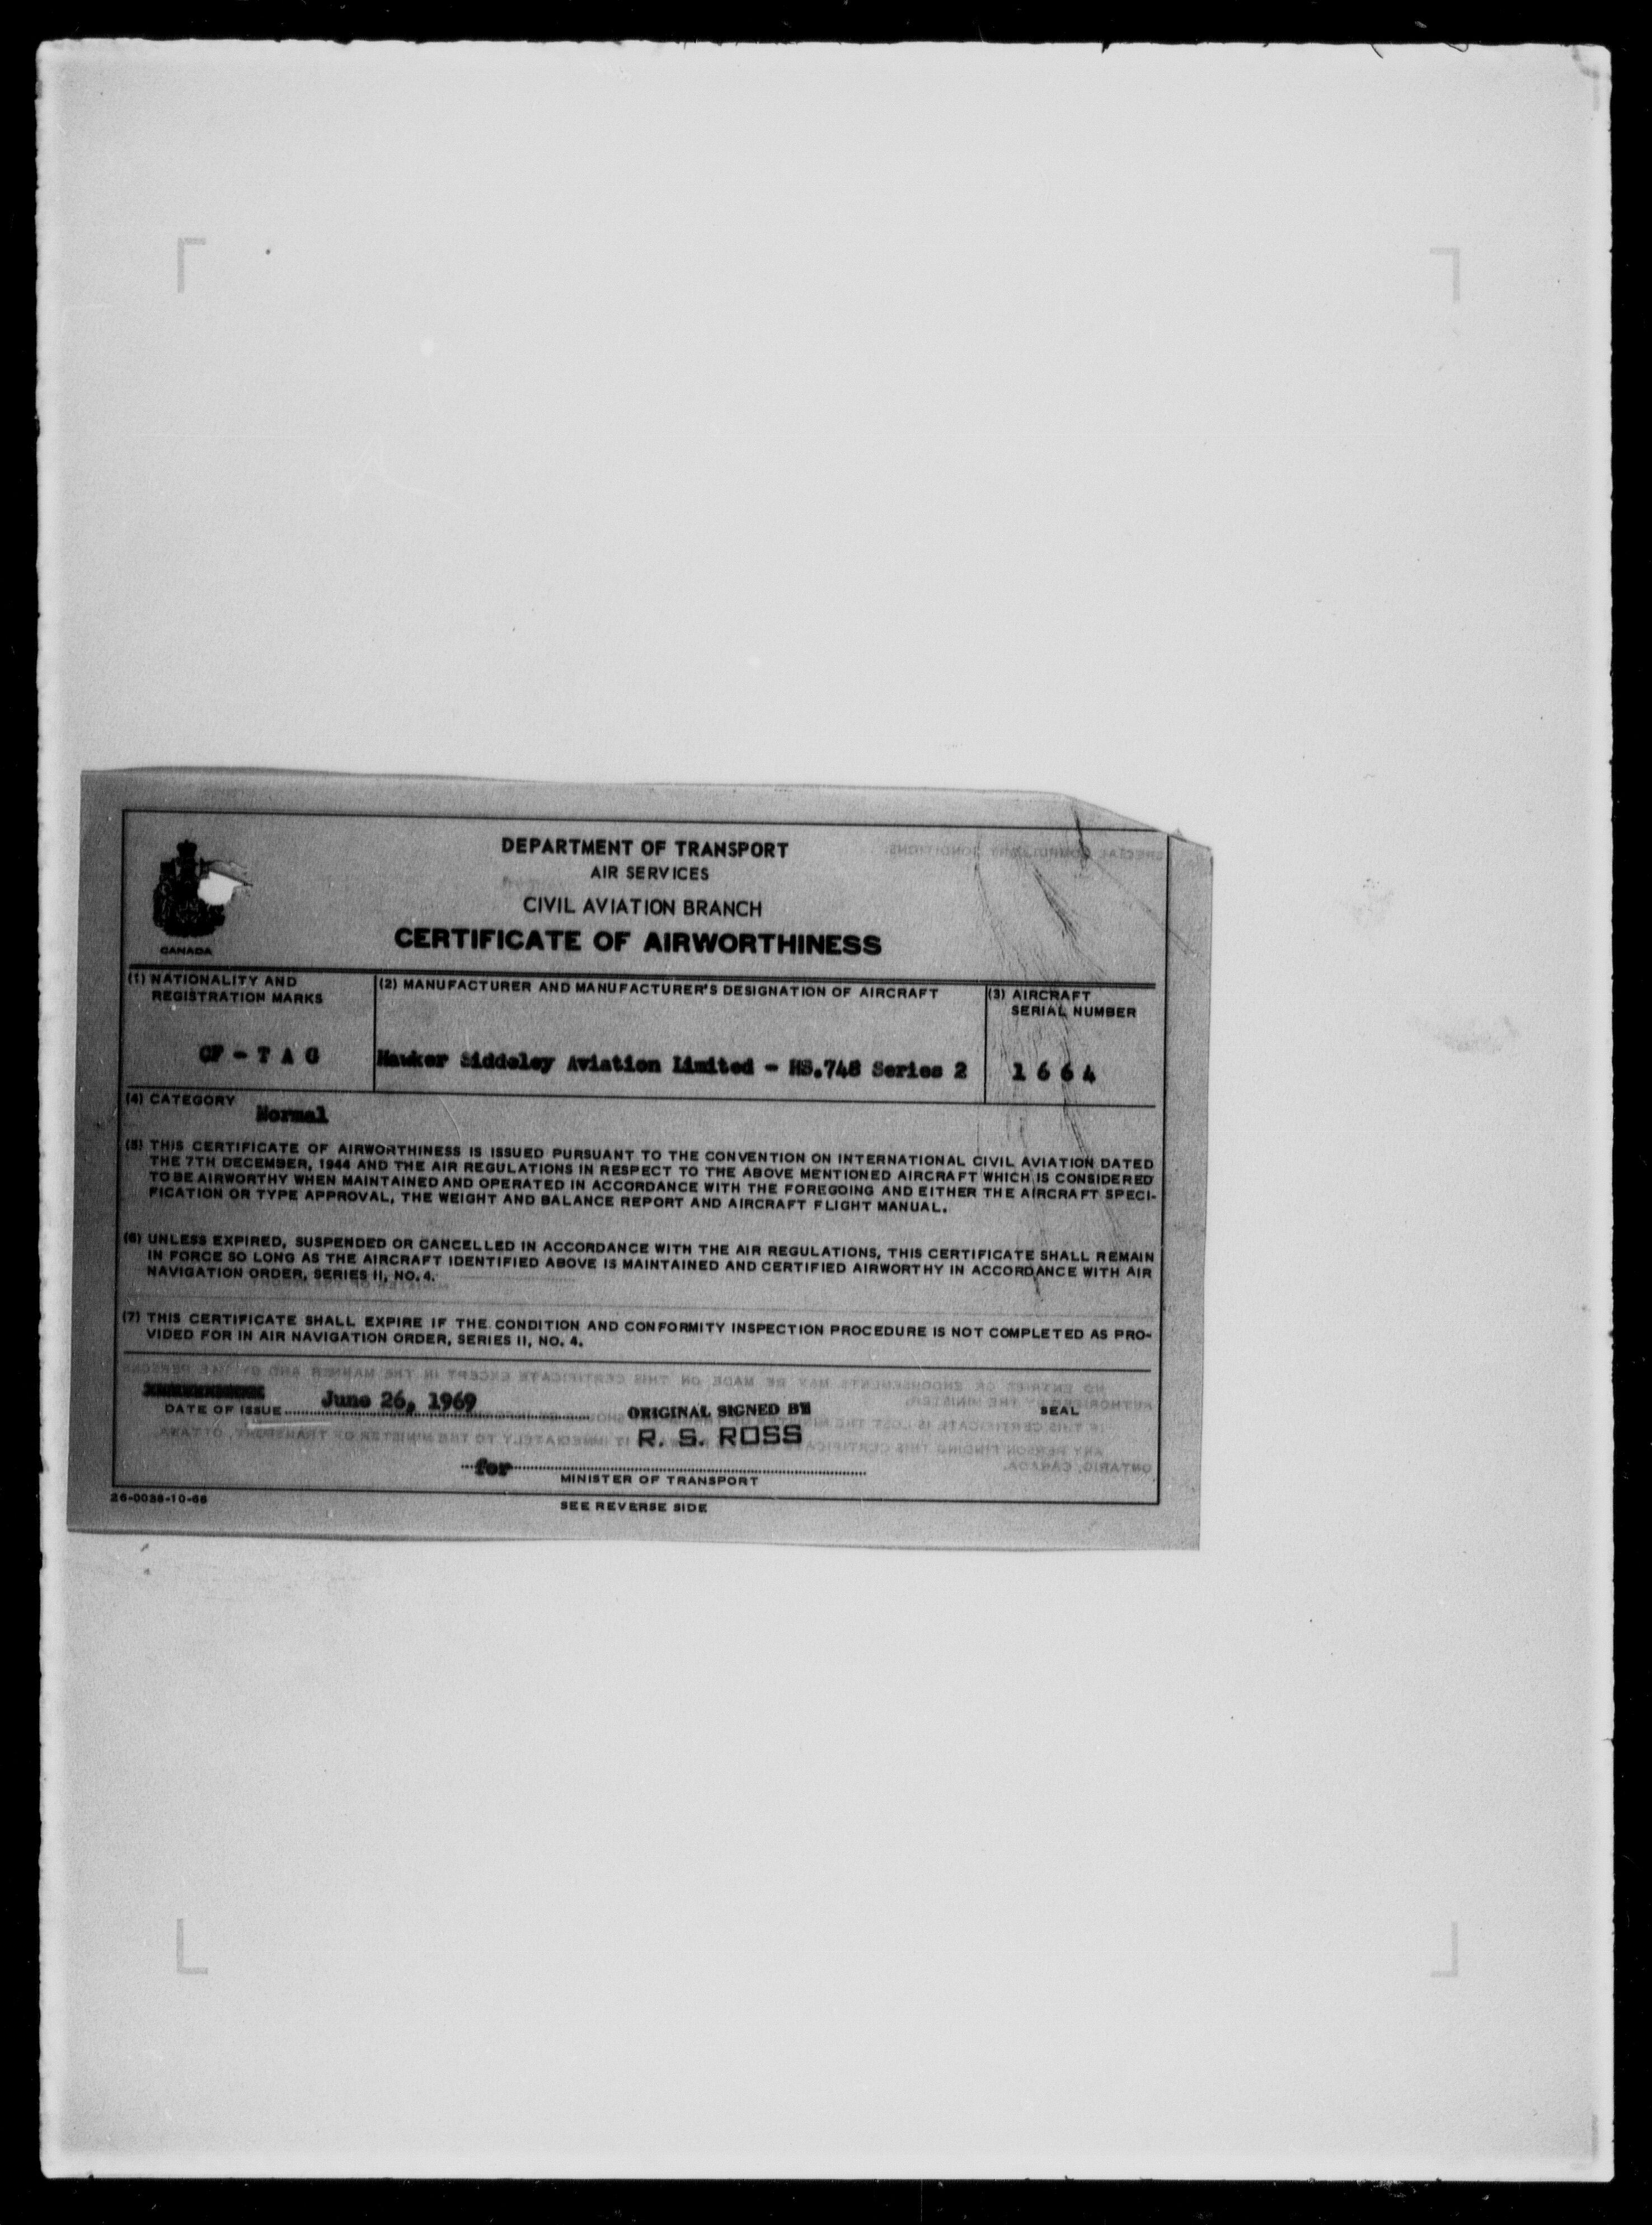 DEPARTMENT OF TRANSPORT
AIR SERVICES
CIVIL AVIATION BRANCH
CERTIFICATE OF AIRWORTHINESS
CANADA
(1) NATIONALITY AND
REGISTRATION MARKS
CF - T A G
(2) MANUFACTURER AND MANUFACTURER'S DESIGNATION OF AIRCRAFT
Hawker Siddeley Aviation Limited - HS.748 Series 2
(3) AIRCRAFT
SERIAL NUMBER
1 6 6 4
(4) CATEGORY
Normal
(5) THIS CERTIFICATE OF AIRWORTHINESS IS ISSUED PURSUANT TO THE CONVENTION ON INTERNATIONAL CIVIL AVIATION DATED
THE 7TH DECEMBER, 1944 AND THE AIR REGULATIONS IN RESPECT TO THE ABOVE MENTIONED AIRCRAFT WHICH IS CONSIDERED
TO BE AIRWORTHY WHEN MAINTAINED AND OPERATED IN ACCORDANCE WITH THE FOREGOING AND EITHER THE AIRCRAFT SPECI-
FICATION OR TYPE APPROVAL, THE WEIGHT AND BALANCE REPORT AND AIRCRAFT FLIGHT MANUAL.
(6) UNLESS EXPIRED, SUSPENDED OR CANCELLED IN ACCORDANCE WITH THE AIR REGULATIONS, THIS CERTIFICATE SHALL REMAIN
IN FORCE SO LONG AS THE AIRCRAFT IDENTIFIED ABOVE IS MAINTAINED AND CERTIFIED AIRWORTHY IN ACCORDANCE WITH AIR
NAVIGATION ORDER, SERIES II, NO. 4.
(7) THIS CERTIFICATE SHALL EXPIRE IF THE CONDITION AND CONFORMITY INSPECTION PROCEDURE IS NOT COMPLETED AS PRO-
VIDED FOR IN AIR NAVIGATION ORDER, SERIES II, NO. 4.
DATE OF ISSUE June 26, 1969
ORIGINAL SIGNED BY
R. S. ROSS
SEAL
for
MINISTER OF TRANSPORT
26-0036-10-66
SEE REVERSE SIDE